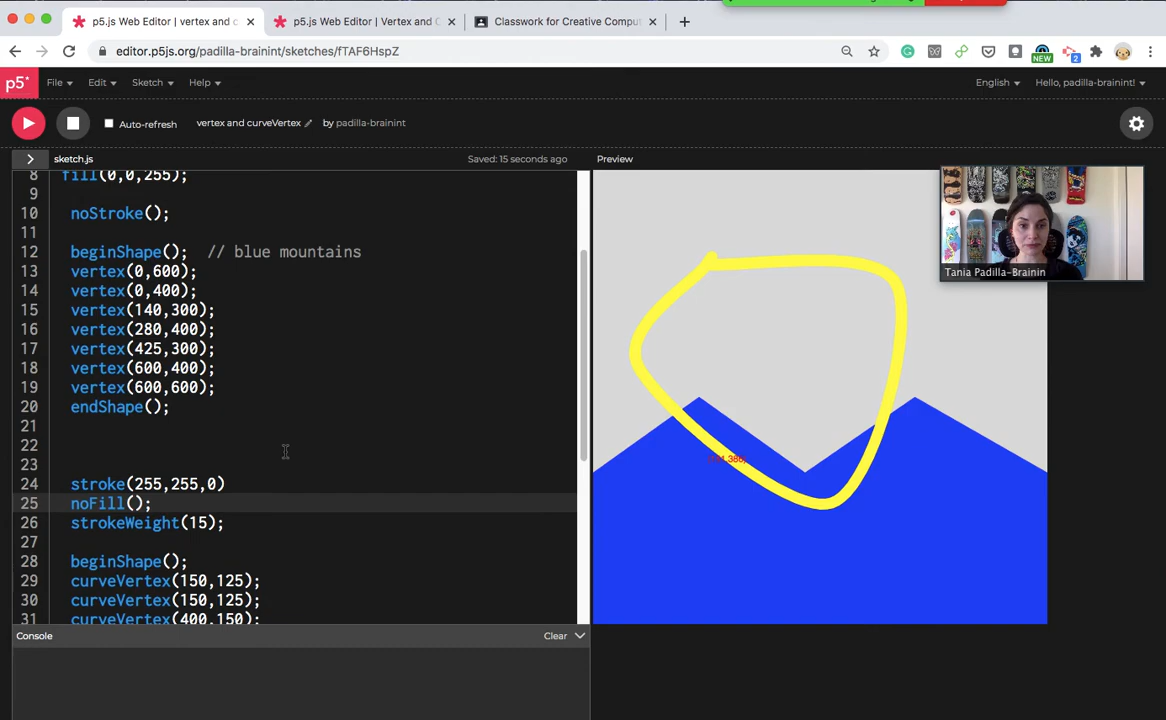 p5.js Web Editor | vertex and c
p5.js Web Editor | Vertex and C
Classwork for Creative Compu
editor.p5js.org/padilla-brainint/sketches/fTAF6HspZ
NEW
2
p5* File Edit Sketch Help English Hello, padilla-brainint!
Auto-refresh vertex and curveVertex by padilla-brainint
sketch.js Saved: 15 seconds ago Preview
8 fill(0,0,255);
9
10 noStroke();
11
12 beginShape(); // blue mountains
13 vertex(0,600);
14 vertex(0,400);
15 vertex(140,300);
16 vertex(280,400);
17 vertex(425,300);
18 vertex(600,400);
19 vertex(600,600);
20 endShape();
21
22
23
24 stroke(255,255,0)
25 noFill();
26 strokeWeight(15);
27
28 beginShape();
29 curveVertex(150,125);
30 curveVertex(150,125);
31 curveVertex(400,150);
Console Clear
Tania Padilla-Brainin